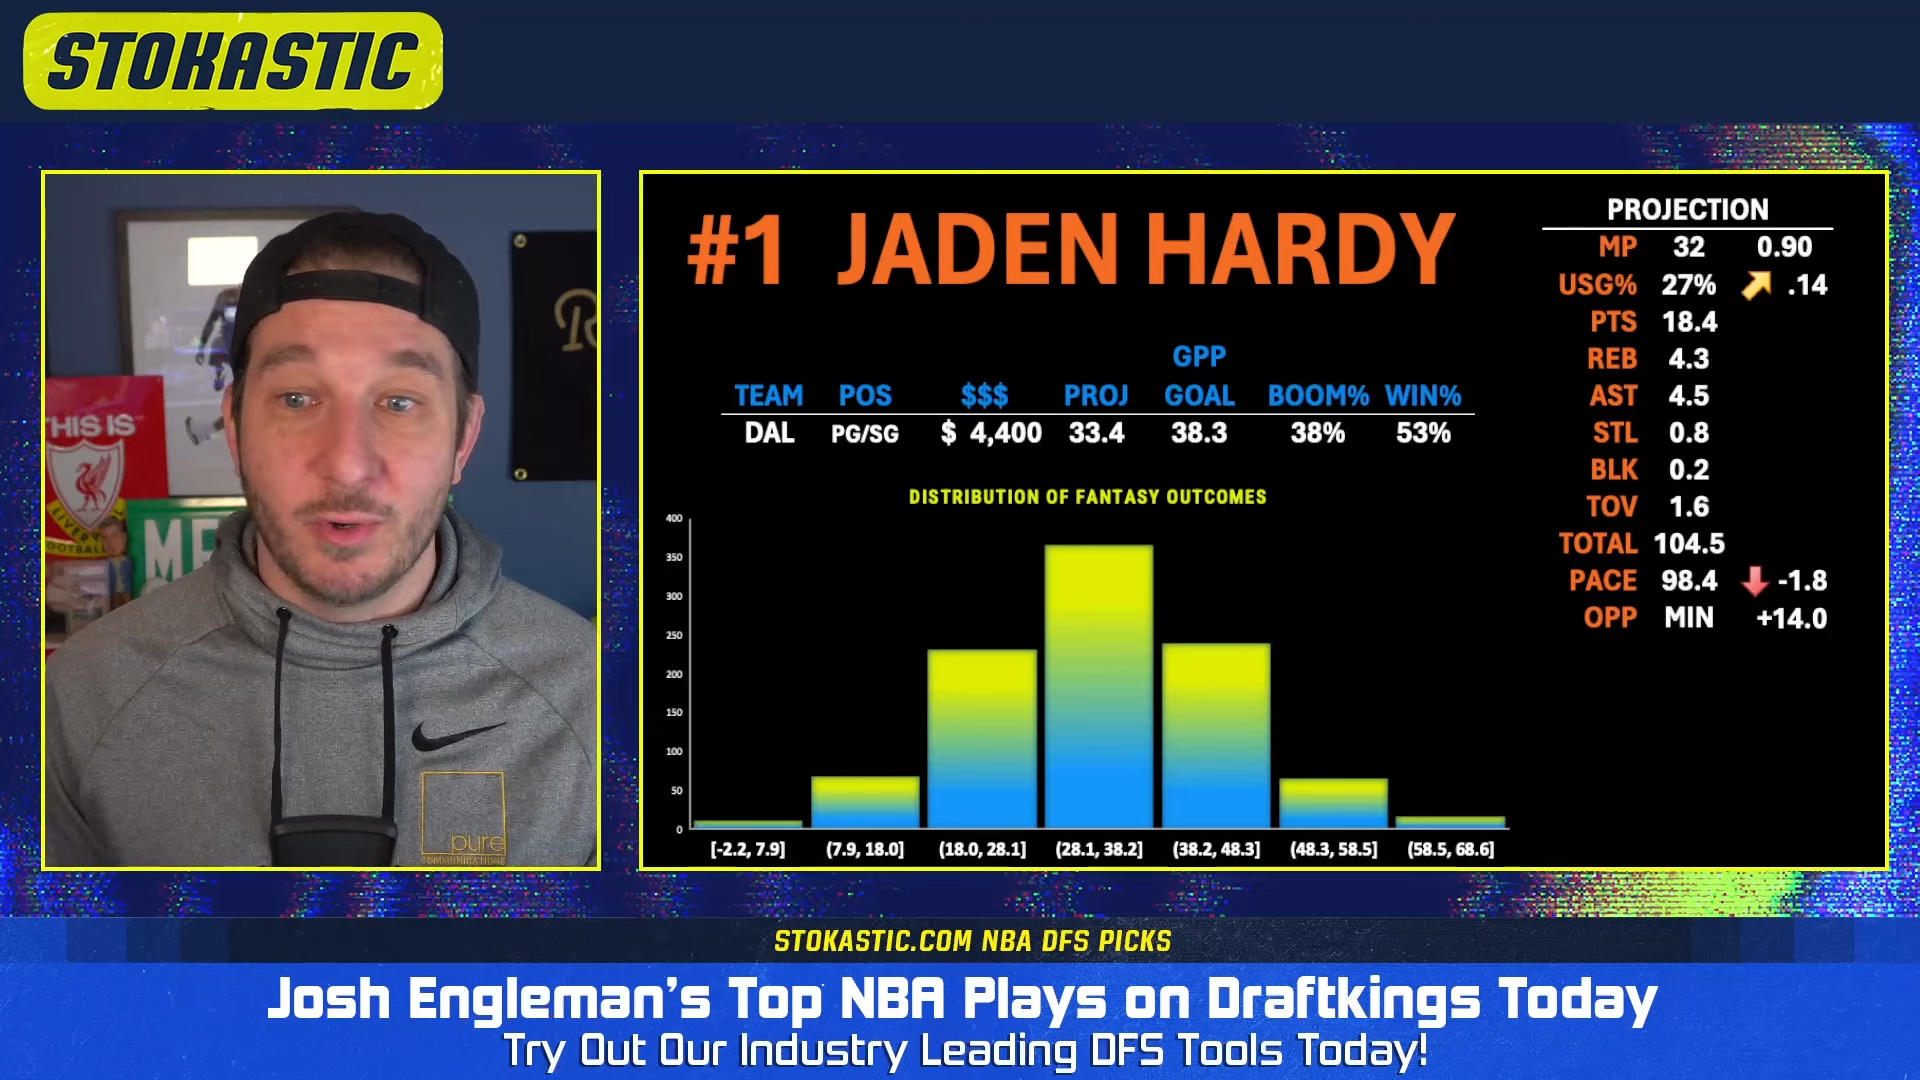 STOKASTIC
THIS IS
LIVERP
FOOTBALL
ME
R
pure
COMMUNICATIONS
#1 JADEN HARDY
GPP
TEAM POS $$$ PROJ GOAL BOOM% WIN%
DAL PG/SG $ 4,400 33.4 38.3 38% 53%
DISTRIBUTION OF FANTASY OUTCOMES
400
350
300
250
200
150
100
50
0
[-2.2, 7.9] (7.9, 18.0] (18.0, 28.1] (28.1, 38.2] (38.2, 48.3] (48.3, 58.5] (58.5, 68.6]
PROJECTION
MP 32 0.90
USG% 27% .14
PTS 18.4
REB 4.3
AST 4.5
STL 0.8
BLK 0.2
TOV 1.6
TOTAL 104.5
PACE 98.4 -1.8
OPP MIN +14.0
STOKASTIC.COM NBA DFS PICKS
Josh Engleman's Top NBA Plays on Draftkings Today
Try Out Our Industry Leading DFS Tools Today!